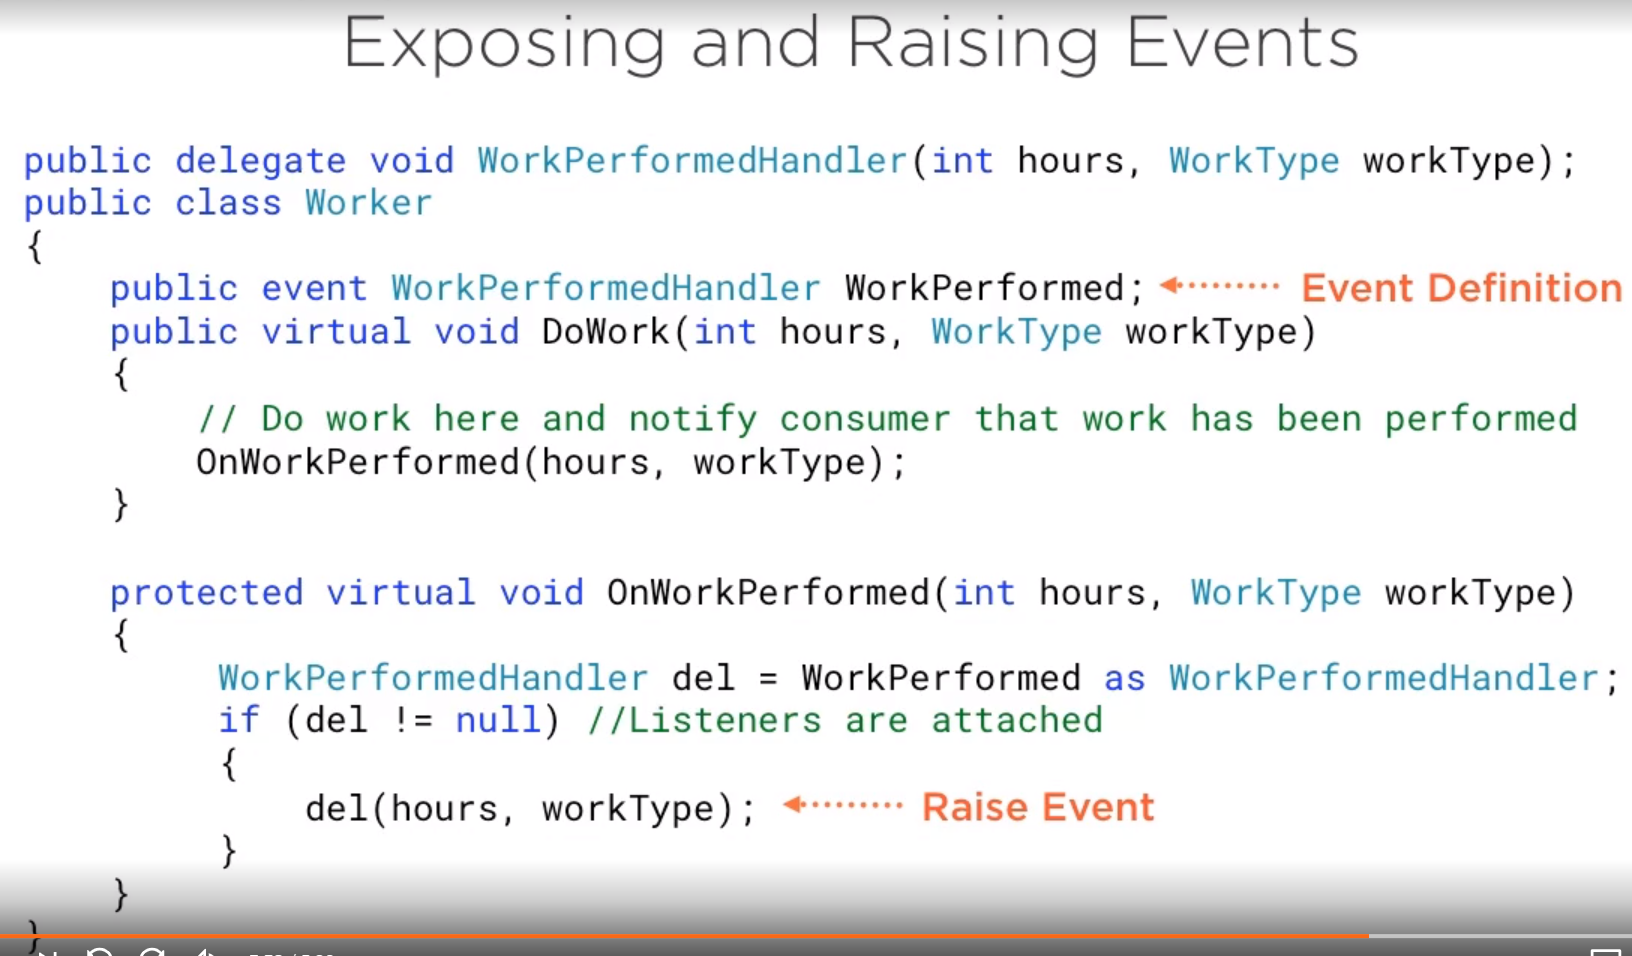 Exposing and Raising Events
public delegate void WorkPerformedHandler(int hours, WorkType workType);
public class Worker
{
    public event WorkPerformedHandler WorkPerformed; Event Definition
    public virtual void DoWork(int hours, WorkType workType)
    {
        // Do work here and notify consumer that work has been performed
        OnWorkPerformed(hours, workType);
    }
    protected virtual void OnWorkPerformed(int hours, WorkType workType)
    {
        WorkPerformedHandler del = WorkPerformed as WorkPerformedHandler;
        if (del != null) //Listeners are attached
        {
            del(hours, workType); Raise Event
        }
    }
}